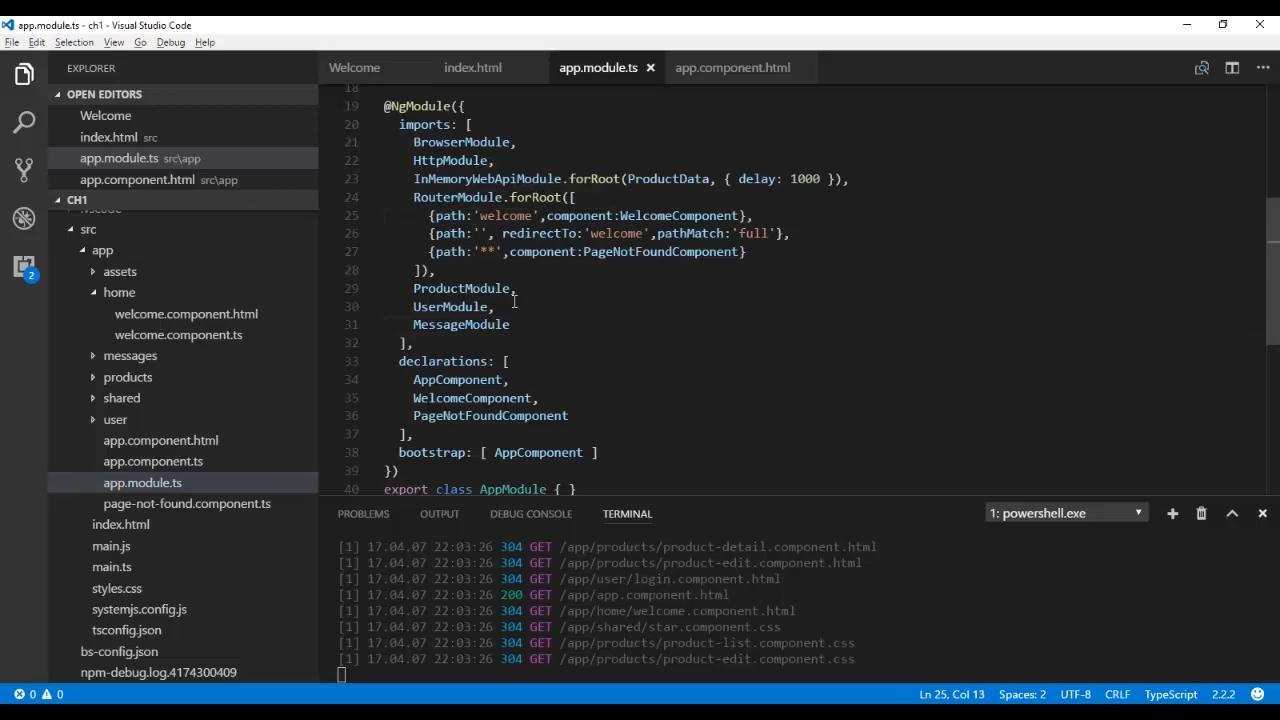 app.module.ts - ch1 - Visual Studio Code
File Edit Selection View Go Debug Help
EXPLORER
OPEN EDITORS
Welcome
index.html src
app.module.ts src\app
app.component.html src\app
CH1
src
app
assets
home
welcome.component.html
welcome.component.ts
messages
products
shared
user
app.component.html
app.component.ts
app.module.ts
page-not-found.component.ts
index.html
main.js
main.ts
styles.css
systemjs.config.js
tsconfig.json
bs-config.json
npm-debug.log.4174300409
2
Welcome index.html app.module.ts app.component.html
18
19 @NgModule({
20 imports: [
21 BrowserModule,
22 HttpModule,
23 InMemoryWebApiModule.forRoot(ProductData, { delay: 1000 }),
24 RouterModule.forRoot([
25 {path:'welcome',component:WelcomeComponent},
26 {path:'', redirectTo:'welcome',pathMatch:'full'},
27 {path:'**',component:PageNotFoundComponent}
28 ]),
29 ProductModule,
30 UserModule,
31 MessageModule
32 ],
33 declarations: [
34 AppComponent,
35 WelcomeComponent,
36 PageNotFoundComponent
37 ],
38 bootstrap: [ AppComponent ]
39 })
40 export class AppModule { }
PROBLEMS OUTPUT DEBUG CONSOLE TERMINAL 1: powershell.exe
[1] 17.04.07 22:03:26 304 GET /app/products/product-detail.component.html
[1] 17.04.07 22:03:26 304 GET /app/products/product-edit.component.html
[1] 17.04.07 22:03:26 304 GET /app/user/login.component.html
[1] 17.04.07 22:03:26 200 GET /app/app.component.html
[1] 17.04.07 22:03:26 304 GET /app/home/welcome.component.html
[1] 17.04.07 22:03:26 304 GET /app/shared/star.component.css
[1] 17.04.07 22:03:26 304 GET /app/products/product-list.component.css
[1] 17.04.07 22:03:26 304 GET /app/products/product-edit.component.css
0 0 Ln 25, Col 13 Spaces: 2 UTF-8 CRLF TypeScript 2.2.2